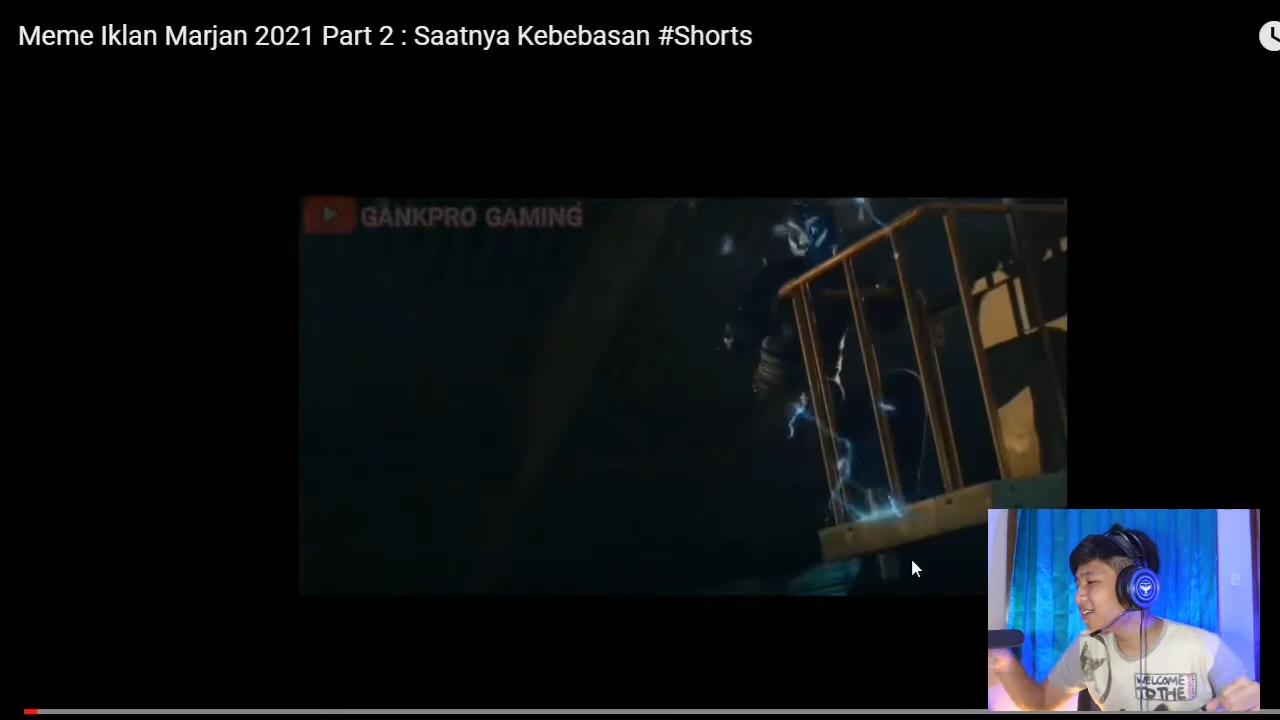 Meme Iklan Marjan 2021 Part 2 : Saatnya Kebebasan #Shorts
GANKPRO GAMING
WELCOME
TO THE